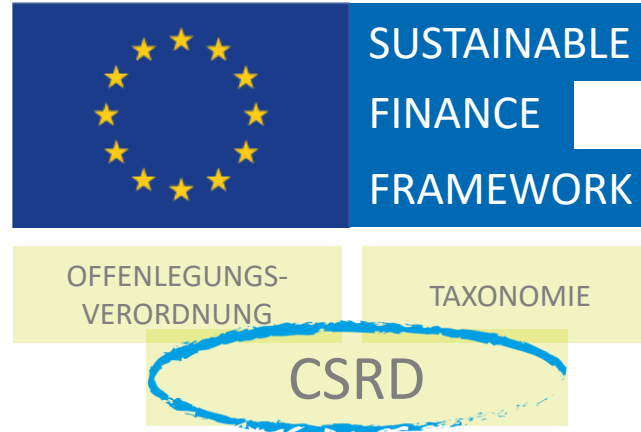 SUSTAINABLE
FINANCE
FRAMEWORK
OFFENLEGUNGS-
VERORDNUNG
TAXONOMIE
CSRD